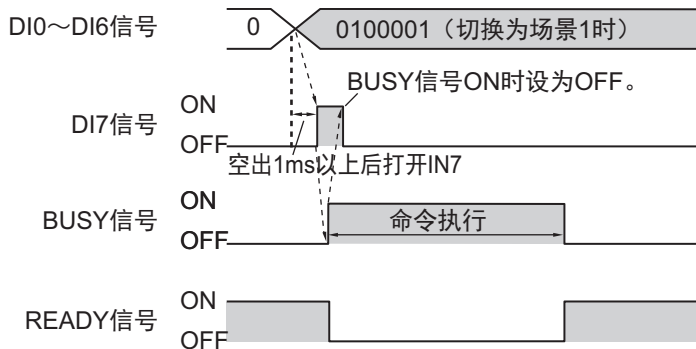 DI0～DI6信号 0 0100001（切换为场景1时）
BUSY信号ON时设为OFF。
ON
DI7信号
OFF
空出1ms以上后打开IN7
ON
BUSY信号 命令执行
OFF
ON
READY信号
OFF